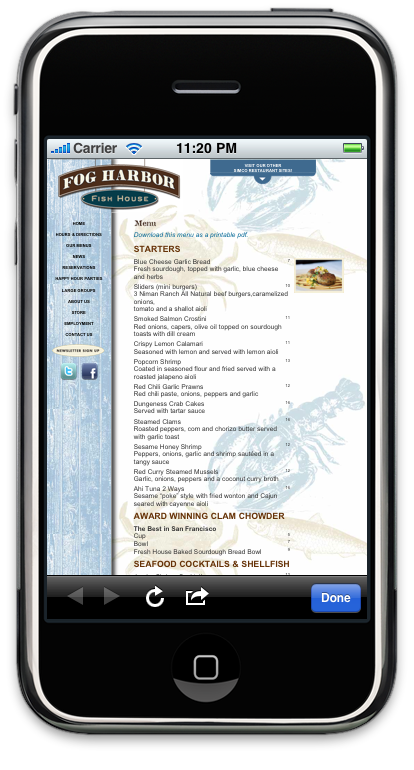 Carrier 11:20 PM
VISIT OUR OTHER
SIMCO RESTAURANT SITES!
FOG HARBOR
FISH HOUSE
HOME
HOURS & DIRECTIONS
OUR MENUS
NEWS
RESERVATIONS
HAPPY HOUR PARTIES
LARGE GROUPS
ABOUT US
STORE
EMPLOYMENT
CONTACT US
NEWSLETTER SIGN UP
Menu
Download this menu as a printable pdf.
STARTERS
Blue Cheese Garlic Bread 7
Fresh sourdough, topped with garlic, blue cheese
and herbs
Sliders (mini burgers) 10
3 Niman Ranch All Natural beef burgers,caramelized
onions,
tomato and a shallot aioli
Smoked Salmon Crostini 11
Red onions, capers, olive oil topped on sourdough
toasts with dill cream
Crispy Lemon Calamari 11
Seasoned with lemon and served with lemon aioli
Popcorn Shrimp
Coated in seasoned flour and fried served with a
roasted jalapeno aioli
Red Chili Garlic Prawns 12
Red chili paste, onions, peppers and garlic
Dungeness Crab Cakes
Served with tartar sauce
Steamed Clams
Roasted peppers, corn and chorizo butter served
with garlic toast
Sesame Honey Shrimp 12
Peppers, onions, garlic and shrimp sautéed in a
tangy sauce
Red Curry Steamed Mussels 12
Garlic, onions, peppers and a coconut curry broth
Ahi Tuna 2 Ways
Sesame "poke" style with fried wonton and Cajun
seared with cayenne aioli
AWARD WINNING CLAM CHOWDER
The Best in San Francisco
Cup
Bowl
Fresh House Baked Sourdough Bread Bowl
SEAFOOD COCKTAILS & SHELLFISH
Done